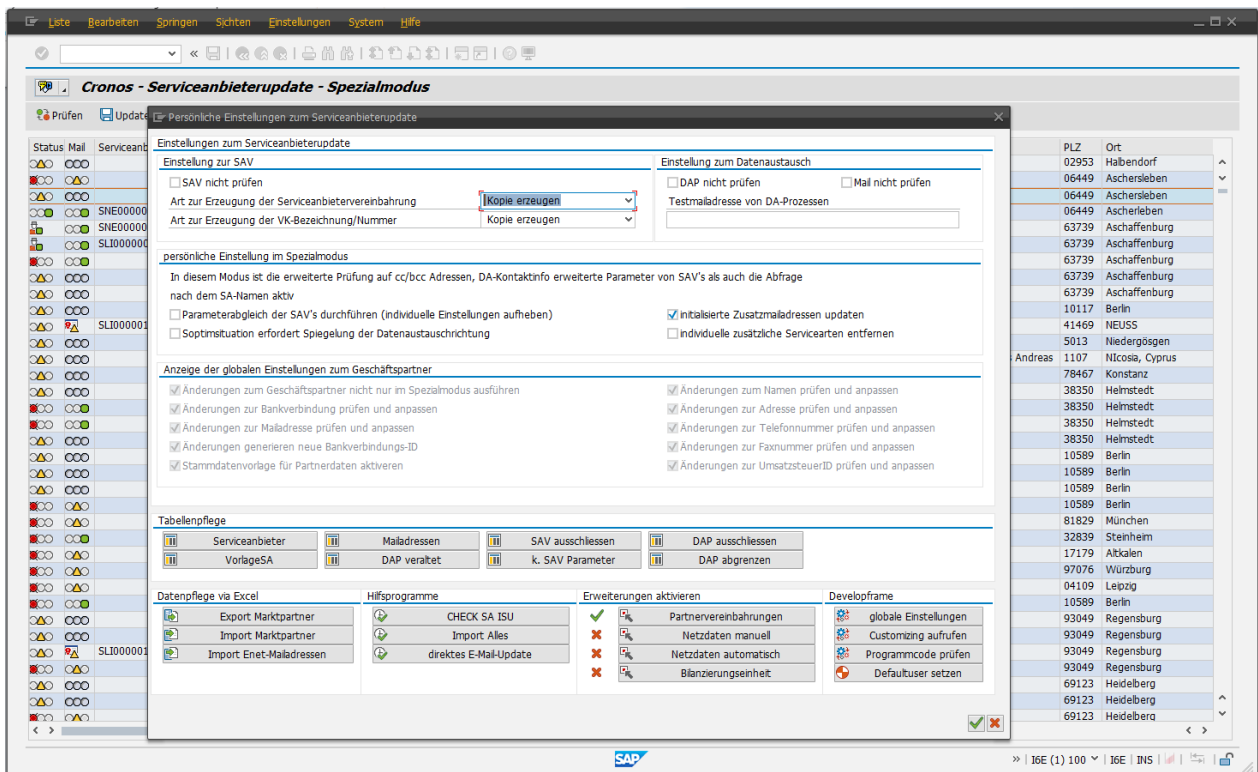 Liste Bearbeiten Springen Sichten Einstellungen System Hilfe
Cronos - Serviceanbieterupdate - Spezialmodus
Prüfen Update
Persönliche Einstellungen zum Serviceanbieterupdate
Status Mail Serviceanb
PLZ Ort
Einstellungen zum Serviceanbieterupdate
Einstellung zur SAV
SAV nicht prüfen
Art zur Erzeugung der Serviceanbietervereinbahrung Kopie erzeugen
Art zur Erzeugung der VK-Bezeichnung/Nummer Kopie erzeugen
Einstellung zum Datenaustausch
DAP nicht prüfen Mail nicht prüfen
Testmailadresse von DA-Prozessen
persönliche Einstellung im Spezialmodus
In diesem Modus ist die erweiterte Prüfung auf cc/bcc Adressen, DA-Kontaktinfo erweiterte Parameter von SAV's als auch die Abfrage
nach dem SA-Namen aktiv
Parameterabgleich der SAV's durchführen (individuelle Einstellungen aufheben) initialisierte Zusatzmailadressen updaten
Soptimsituation erfordert Spiegelung der Datenaustauschrichtung individuelle zusätzliche Servicearten entfernen
Anzeige der globalen Einstellungen zum Geschäftspartner
Änderungen zum Geschäftspartner nicht nur im Spezialmodus ausführen Änderungen zum Namen prüfen und anpassen
Änderungen zur Bankverbindung prüfen und anpassen Änderungen zur Adresse prüfen und anpassen
Änderungen zur Mailadresse prüfen und anpassen Änderungen zur Telefonnummer prüfen und anpassen
Änderungen generieren neue Bankverbindungs-ID Änderungen zur Faxnummer prüfen und anpassen
Stammdatenvorlage für Partnerdaten aktiveren Änderungen zur UmsatzsteuerID prüfen und anpassen
Tabellenpflege
Serviceanbieter Mailadressen SAV ausschliessen DAP ausschliessen
VorlageSA DAP veraltet k. SAV Parameter DAP abgrenzen
Datenpflege via Excel Hilfsprogramme Erweiterungen aktivieren Developframe
Export Marktpartner CHECK SA ISU Partnervereinbahrungen globale Einstellungen
Import Marktpartner Import Alles Netzdaten manuell Customizing aufrufen
Import Enet-Mailadressen direktes E-Mail-Update Netzdaten automatisch Programmcode prüfen
Bilanzierungseinheit Defaultuser setzen
SNE00000
SNE00000
SLI000000
SLI000001
SLI000001
02953 Halbendorf
06449 Aschersleben
06449 Aschersleben
06449 Ascherleben
63739 Aschaffenburg
63739 Aschaffenburg
63739 Aschaffenburg
63739 Aschaffenburg
63739 Aschaffenburg
10117 Berlin
41469 NEUSS
5013 Niedergösgen
Andreas 1107 NIcosia, Cyprus
78467 Konstanz
38350 Helmstedt
38350 Helmstedt
38350 Helmstedt
38350 Helmstedt
10589 Berlin
10589 Berlin
10589 Berlin
10589 Berlin
81829 München
32839 Steinheim
17179 Altkalen
97076 Würzburg
04109 Leipzig
10589 Berlin
93049 Regensburg
93049 Regensburg
93049 Regensburg
93049 Regensburg
69123 Heidelberg
69123 Heidelberg
69123 Heidelberg
SAP
» I6E (1) 100 I6E INS